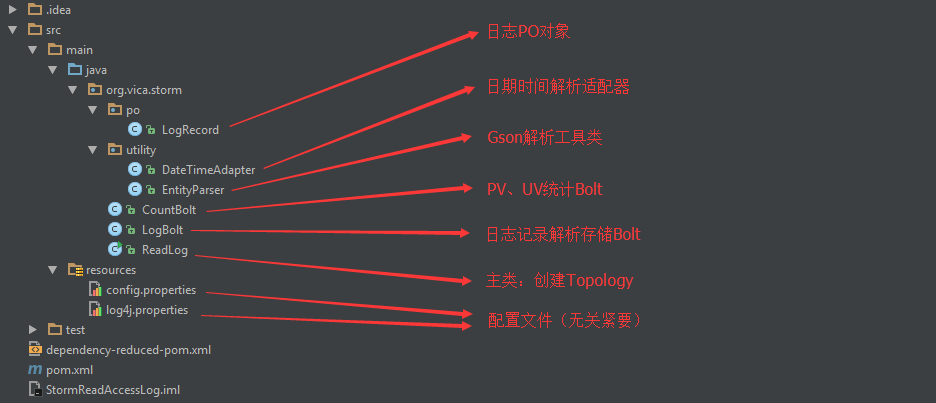 .idea
src
main
java
org.vica.storm
po
LogRecord
utility
DateTimeAdapter
EntityParser
CountBolt
LogBolt
ReadLog
resources
config.properties
log4j.properties
test
dependency-reduced-pom.xml
pom.xml
StormReadAccessLog.iml
日志PO对象
日期时间解析适配器
Gson解析工具类
PV、UV统计Bolt
日志记录解析存储Bolt
主类：创建Topology
配置文件（无关紧要）